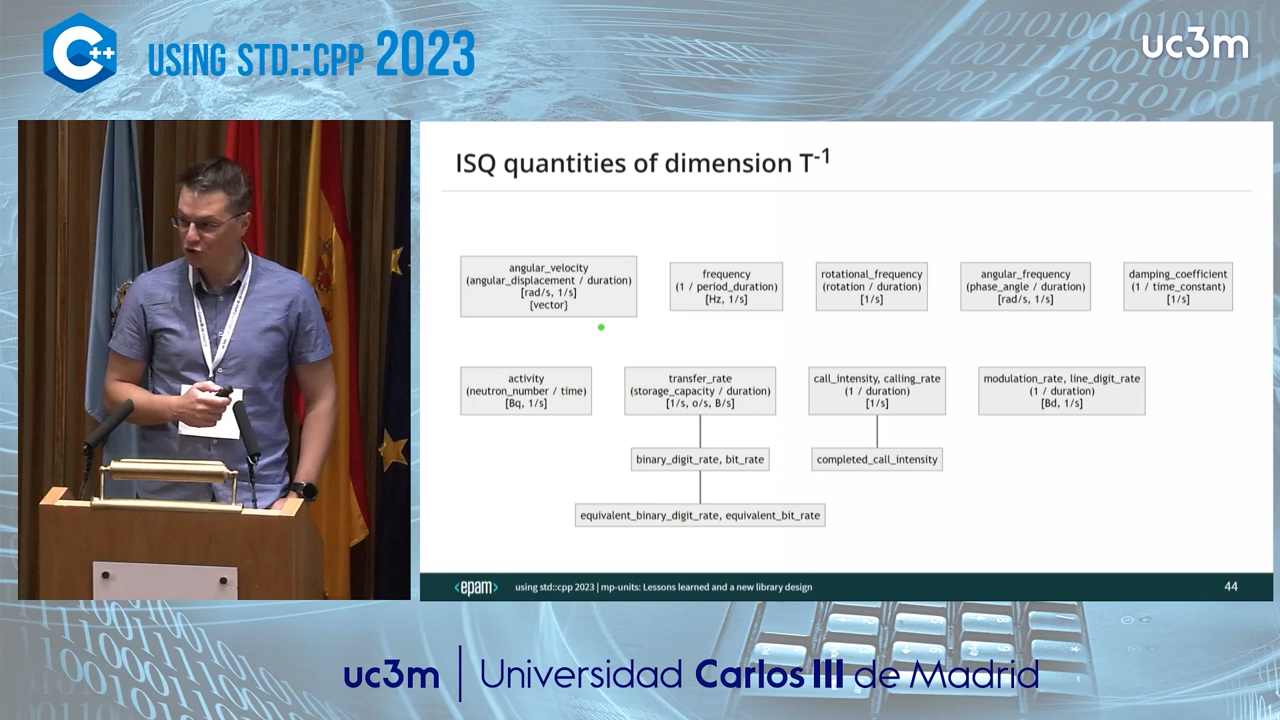 C++
USING STD::CPP 2023
uc3m
ISQ quantities of dimension T-1
angular_velocity
(angular_displacement / duration)
[rad/s, 1/s]
{vector}
frequency
(1 / period_duration)
[Hz, 1/s]
rotational_frequency
(rotation / duration)
[1/s]
angular_frequency
(phase_angle / duration)
[rad/s, 1/s]
damping_coefficient
(1 / time_constant)
[1/s]
activity
(neutron_number / time)
[Bq, 1/s]
transfer_rate
(storage_capacity / duration)
[1/s, o/s, B/s]
call_intensity, calling_rate
(1 / duration)
[1/s]
modulation_rate, line_digit_rate
(1 / duration)
[Bd, 1/s]
binary_digit_rate, bit_rate
completed_call_intensity
equivalent_binary_digit_rate, equivalent_bit_rate
<epam> using std::cpp 2023 | mp-units: Lessons learned and a new library design 44
uc3m | Universidad Carlos III de Madrid